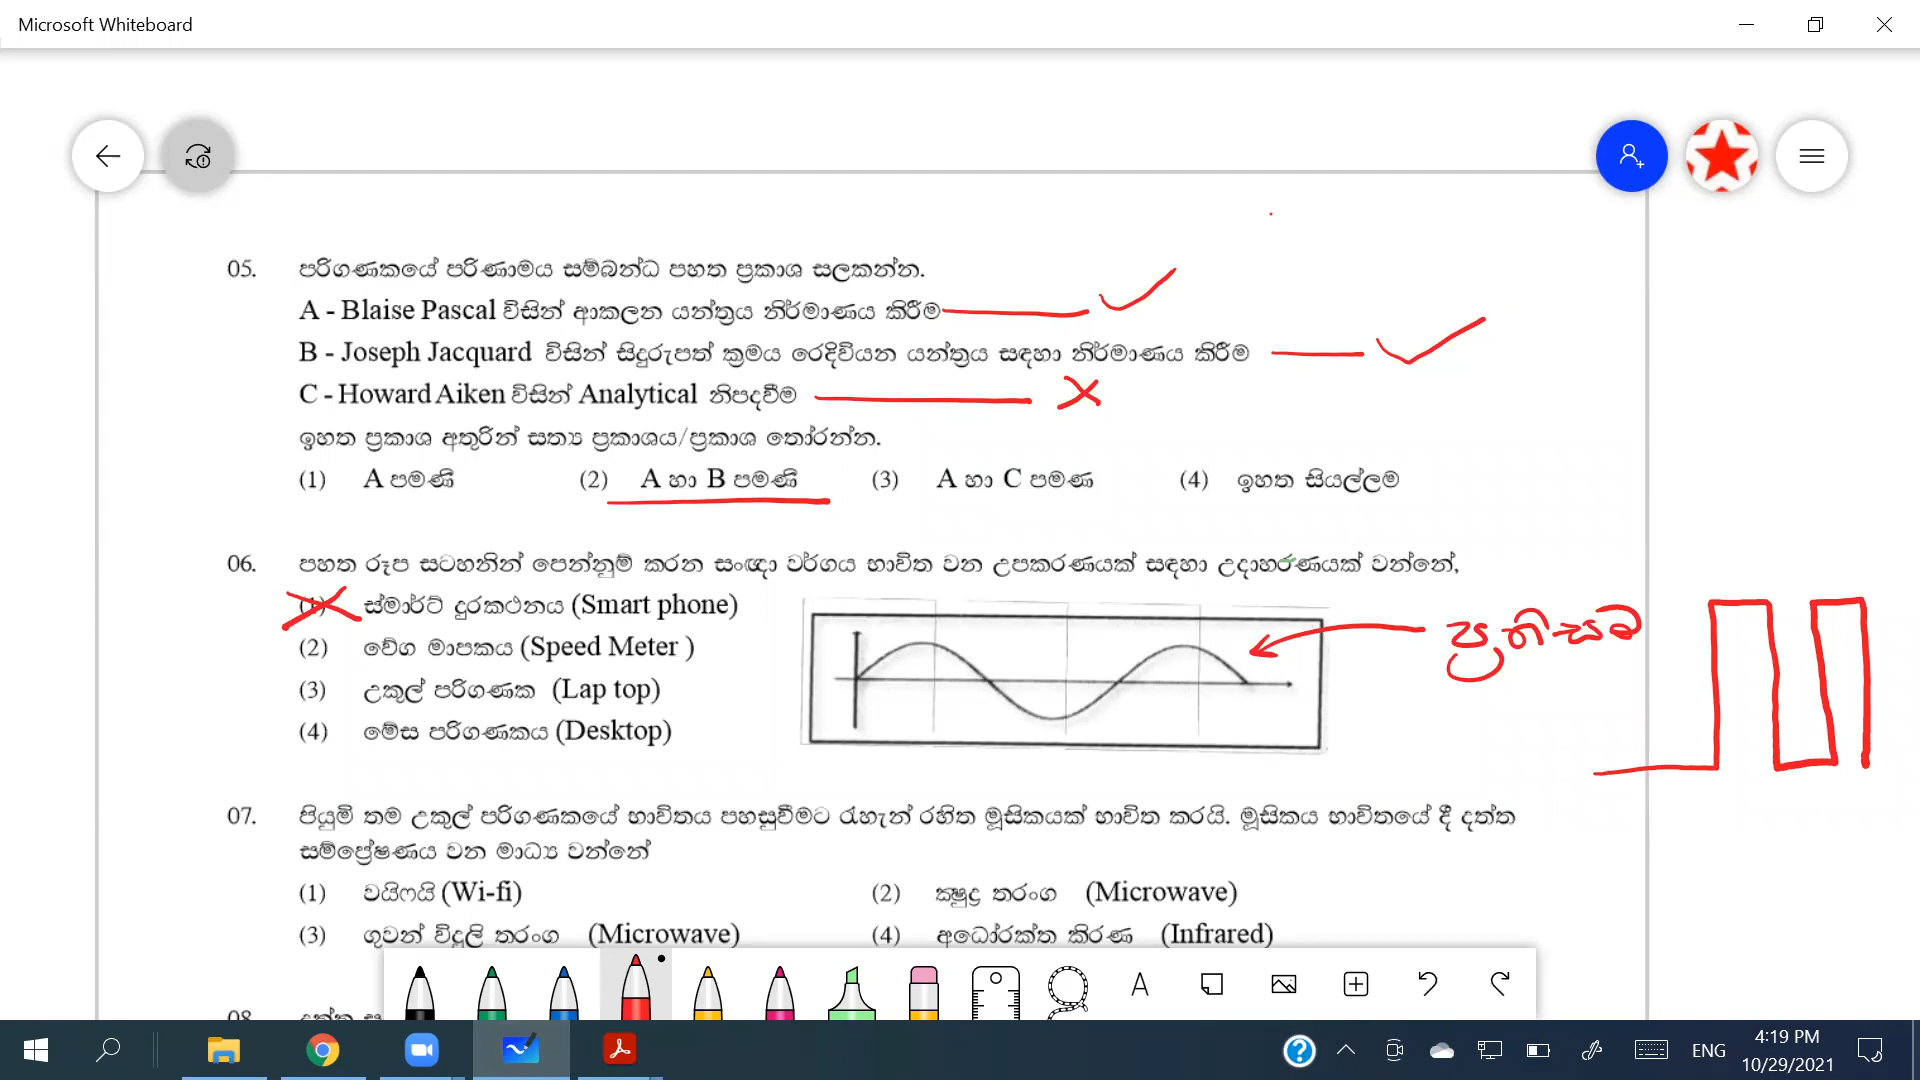 Microsoft Whiteboard
05. පරිගණකයේ පරිණාමය සම්බන්ධ පහත ප්‍රකාශ සලකන්න.
A - Blaise Pascal විසින් ආකලන යන්ත්‍රය නිර්මාණය කිරීම
B - Joseph Jacquard විසින් සිදුරුපත් ක්‍රමය රෙදිවියන යන්ත්‍රය සඳහා නිර්මාණය කිරීම
C - Howard Aiken විසින් Analytical නිපදවීම
ඉහත ප්‍රකාශ අතුරින් සත්‍ය ප්‍රකාශය/ප්‍රකාශ තෝරන්න.
(1) A පමණි (2) A හා B පමණි (3) A හා C පමණ (4) ඉහත සියල්ලම
06. පහත රූප සටහනින් පෙන්නුම් කරන සංඥා වර්ගය භාවිත වන උපකරණයක් සඳහා උදාහරණයක් වන්නේ,
(1) ස්මාර්ට් දුරකථනය (Smart phone)
ප්‍රතිසම
(2) වේග මාපකය (Speed Meter )
(3) උකුල් පරිගණක (Lap top)
(4) මේස පරිගණකය (Desktop)
07. පියුමි තම උකුල් පරිගණකයේ භාවිතය පහසුවීමට රැහැන් රහිත මූසිකයක් භාවිත කරයි. මූසිකය භාවිතයේ දී දත්ත
සම්ප්‍රේෂණය වන මාධ්‍ය වන්නේ
(1) වයිෆයි (Wi-fi) (2) ක්‍ෂුද්‍ර තරංග (Microwave)
(3) ගුවන් විදුලි තරංග (Microwave) (4) අධෝරක්ත කිරණ (Infrared)
08.
ENG
4:19 PM
10/29/2021